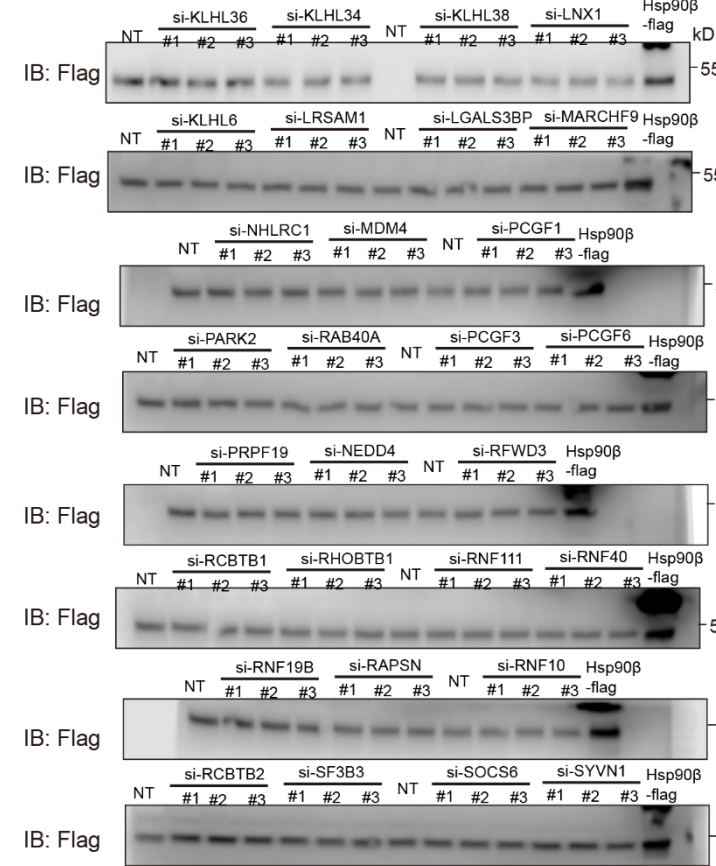 si-KLHL36 si-KLHL34 si-KLHL38 si-LNX1 Hsp90β
NT #1 #2 #3 #1 #2 #3 NT #1 #2 #3 #1 #2 #3 -flag kD
IB: Flag 55
si-KLHL6 si-LRSAM1 si-LGALS3BP si-MARCHF9 Hsp90β
NT #1 #2 #3 #1 #2 #3 NT #1 #2 #3 #1 #2 #3 -flag
IB: Flag 55
si-NHLRC1 si-MDM4 si-PCGF1 Hsp90β
NT #1 #2 #3 #1 #2 #3 NT #1 #2 #3 -flag
IB: Flag
si-PARK2 si-RAB40A si-PCGF3 si-PCGF6 Hsp90β
NT #1 #2 #3 #1 #2 #3 NT #1 #2 #3 #1 #2 #3 -flag
IB: Flag
si-PRPF19 si-NEDD4 si-RFWD3 Hsp90β
NT #1 #2 #3 #1 #2 #3 NT #1 #2 #3 -flag
IB: Flag
si-RCBTB1 si-RHOBTB1 si-RNF111 si-RNF40 Hsp90β
NT #1 #2 #3 #1 #2 #3 NT #1 #2 #3 #1 #2 #3 -flag
IB: Flag 5
si-RNF19B si-RAPSN si-RNF10 Hsp90β
NT #1 #2 #3 #1 #2 #3 NT #1 #2 #3 -flag
IB: Flag
si-RCBTB2 si-SF3B3 si-SOCS6 si-SYVN1 Hsp90β
NT #1 #2 #3 #1 #2 #3 NT #1 #2 #3 #1 #2 #3 -flag
IB: Flag